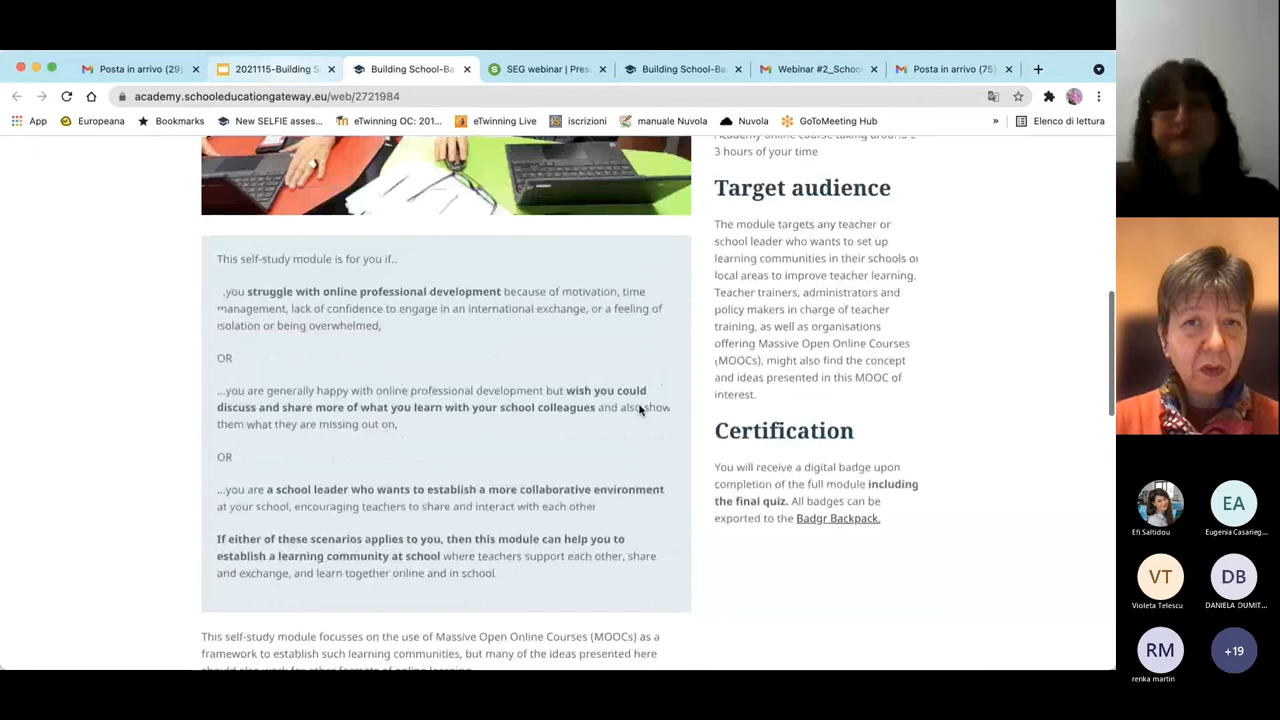 Posta in arrivo (29)
2021115-Building S
Building School-Ba
SEG webinar | Pres
Building School-Ba
Webinar #2_School
Posta in arrivo (75)
academy.schooleducationgateway.eu/web/2721984
App
Europeana
Bookmarks
New SELFIE asses...
eTwinning OC: 201...
eTwinning Live
iscrizioni
manuale Nuvola
Nuvola
GoToMeeting Hub
»
Elenco di lettura
This self-study module is for you if..
..you struggle with online professional development because of motivation, time
management, lack of confidence to engage in an international exchange, or a feeling of
isolation or being overwhelmed,
OR
...you are generally happy with online professional development but wish you could
discuss and share more of what you learn with your school colleagues and also show
them what they are missing out on,
OR
...you are a school leader who wants to establish a more collaborative environment
at your school, encouraging teachers to share and interact with each other
If either of these scenarios applies to you, then this module can help you to
establish a learning community at school where teachers support each other, share
and exchange, and learn together online and in school.
This self-study module focusses on the use of Massive Open Online Courses (MOOCs) as a
framework to establish such learning communities, but many of the ideas presented here
Academy online course taking around 2
3 hours of your time
Target audience
The module targets any teacher or
school leader who wants to set up
learning communities in their schools or
local areas to improve teacher learning.
Teacher trainers, administrators and
policy makers in charge of teacher
training, as well as organisations
offering Massive Open Online Courses
(MOOCs), might also find the concept
and ideas presented in this MOOC of
interest.
Certification
You will receive a digital badge upon
completion of the full module including
the final quiz. All badges can be
exported to the Badgr Backpack.
Efi Saltidou
EA
Eugenia Casarieg...
VT
Violeta Telescu
DB
DANIELA DUMIT...
RM
renka martin
+19